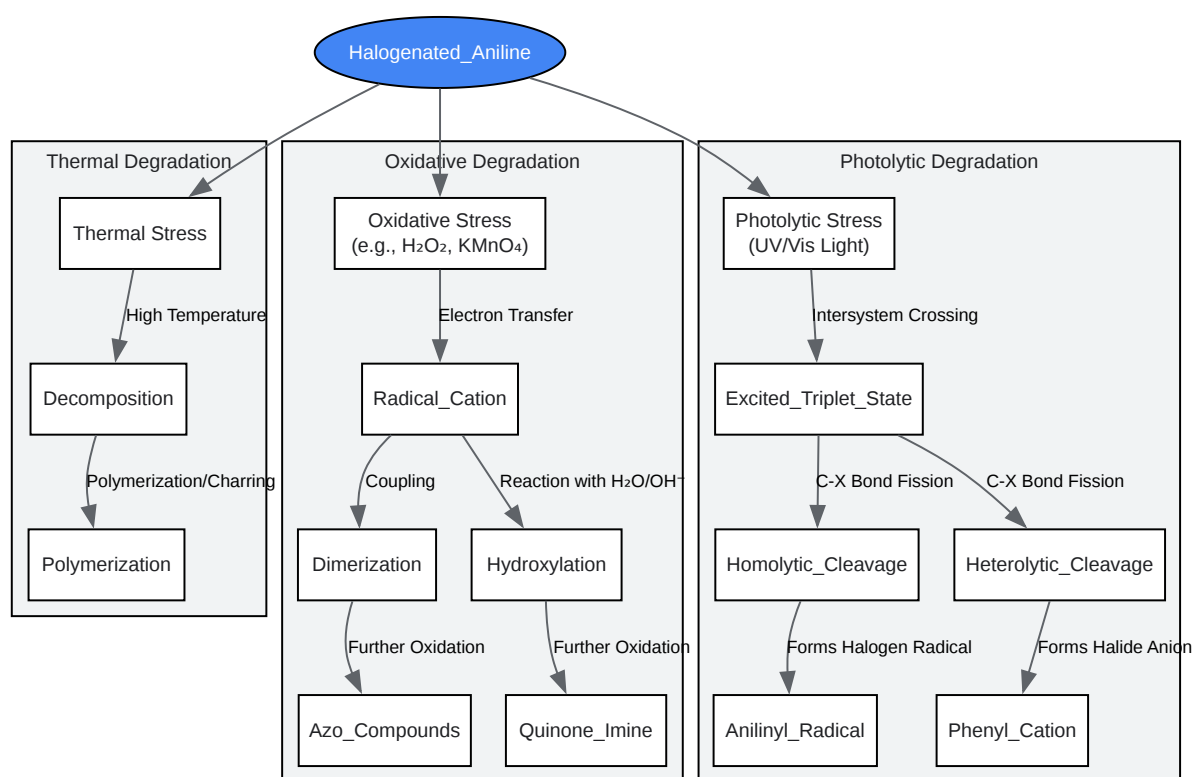 Halogenated_Aniline
Thermal Degradation
Oxidative Degradation
Photolytic Degradation
Thermal Stress
Oxidative Stress
(e.g., H₂O₂, KMnO₄)
Photolytic Stress
(UV/Vis Light)
High Temperature
Electron Transfer
Intersystem Crossing
Decomposition
Radical_Cation
Excited_Triplet_State
Polymerization/Charring
Coupling
Reaction with H₂O/OH⁻
C-X Bond Fission
C-X Bond Fission
Polymerization
Dimerization
Hydroxylation
Homolytic_Cleavage
Heterolytic_Cleavage
Further Oxidation
Further Oxidation
Forms Halogen Radical
Forms Halide Anion
Azo_Compounds
Quinone_Imine
Anilinyl_Radical
Phenyl_Cation